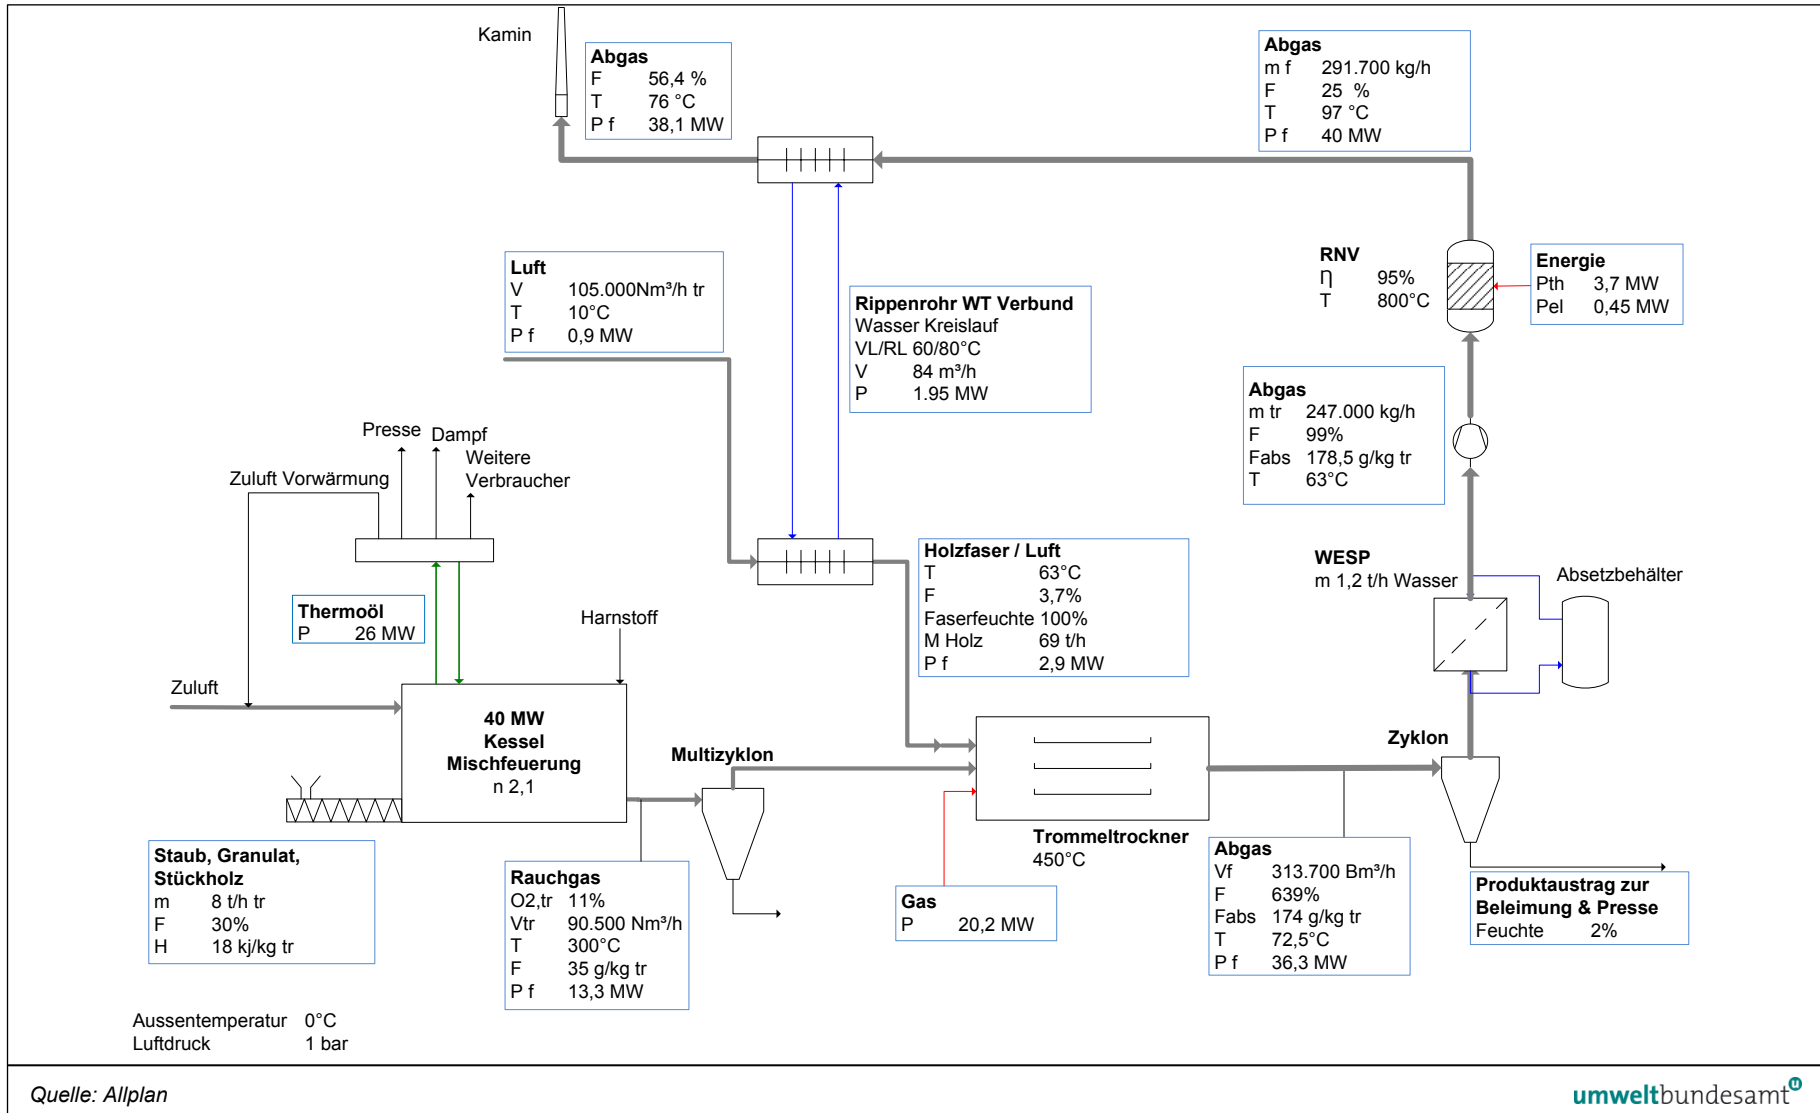 Kamin
Abgas
F 56,4 %
T 76 °C
P f 38,1 MW
Abgas
m f 291.700 kg/h
F 25 %
T 97 °C
P f 40 MW
Luft
V 105.000Nm³/h tr
T 10°C
P f 0,9 MW
Rippenrohr WT Verbund
Wasser Kreislauf
VL/RL 60/80°C
V 84 m³/h
P 1.95 MW
RNV
η 95%
T 800°C
Energie
Pth 3,7 MW
Pel 0,45 MW
Abgas
m tr 247.000 kg/h
F 99%
Fabs 178,5 g/kg tr
T 63°C
Presse
Dampf
Weitere
Verbraucher
Zuluft Vorwärmung
Thermoöl
P 26 MW
Harnstoff
Holzfaser / Luft
T 63°C
F 3,7%
Faserfeuchte 100%
M Holz 69 t/h
P f 2,9 MW
WESP
m 1,2 t/h Wasser
Absetzbehälter
Zuluft
40 MW
Kessel
Mischfeuerung
n 2,1
Multizyklon
Zyklon
Trommeltrockner
450°C
Staub, Granulat,
Stückholz
m 8 t/h tr
F 30%
H 18 kj/kg tr
Rauchgas
O2,tr 11%
Vtr 90.500 Nm³/h
T 300°C
F 35 g/kg tr
P f 13,3 MW
Gas
P 20,2 MW
Abgas
Vf 313.700 Bm³/h
F 639%
Fabs 174 g/kg tr
T 72,5°C
P f 36,3 MW
Produktaustrag zur
Beleimung & Presse
Feuchte 2%
Aussentemperatur 0°C
Luftdruck 1 bar
Quelle: Allplan
umweltbundesamt u